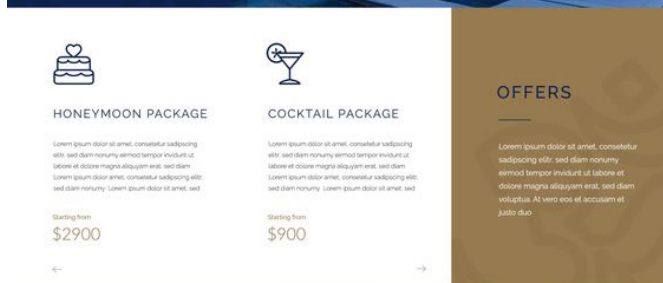 HONEYMOON PACKAGE
Lorem ipsum dolor sit amet, consetetur sadipscing
elitr, sed diam nonumy eirmod tempor invidunt ut
labore et dolore magna aliquyam erat, sed diam
Lorem ipsum dolor sit amet, consetetur sadipscing elitr,
sed diam nonumy Lorem ipsum dolor sit amet, sed
Starting from
$2900
COCKTAIL PACKAGE
Lorem ipsum dolor sit amet, consetetur sadipscing
elitr, sed diam nonumy eirmod tempor invidunt ut
labore et dolore magna aliquyam erat, sed diam
Lorem ipsum dolor sit amet, consetetur sadipscing elitr,
sed diam nonumy Lorem ipsum dolor sit amet, sed
Starting from
$900
OFFERS
Lorem ipsum dolor sit amet, consetetur
sadipscing elitr, sed diam nonumy
eirmod tempor invidunt ut labore et
dolore magna aliquyam erat, sed diam
voluptua. At vero eos et accusam et
justo duo